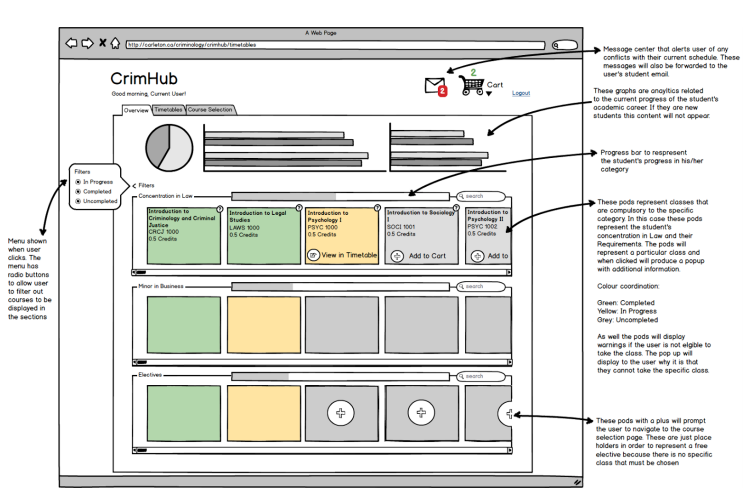 A Web Page
http://carleton.ca/criminology/crimhub/timetables
CrimHub
Good morning, Current User!
2
2
Cart
Logout
Overview
Timetables
Course Selection
Filters
In Progress
Completed
Uncompleted
< Filters
Concentration in Law
search
Introduction to
Criminology and Criminal
Justice
CRCJ 1000
0.5 Credits
?
Introduction to Legal
Studies
LAWS 1000
0.5 Credits
?
Introduction to
Psychology I
PSYC 1000
0.5 Credits
?
View in Timetable
Introduction to Sociology
I
SOCI 1001
0.5 Credits
?
Add to Cart
Introduction to
Psychology II
PSYC 1002
0.5 Credits
Add to
Minor in Business
search
Electives
search
Menu shown
when user
clicks. The
menu has
radio buttons
to allow user
to filter out
courses to be
displayed in
the sections
Message center that alerts user of any
conflicts with their current schedule. These
messages will also be forwarded to the
user's student email.
These graphs are anayltics related
to the current progress of the student's
academic career. If they are new
students this content will not appear.
Progress bar to respresent
the student's progress in his/her
category
These pods represent classes that
are compulsory to the specific
category. In this case these pods
represent the student's
concentration in Law and their
Requirements. The pods will
represent a particular class and
when clicked will produce a popup
with additional information.
Colour coordination:
Green: Completed
Yellow: In Progress
Grey: Uncompleted
As well the pods will display
warnings if the user is not elgible to
take the class. The pop up will
display to the user why it is that
they cannot take the specific class.
These pods with a plus will prompt
the user to navigate to the course
selection page. These are just place
holders in order to represent a free
elective because there is no specific
class that must be chosen